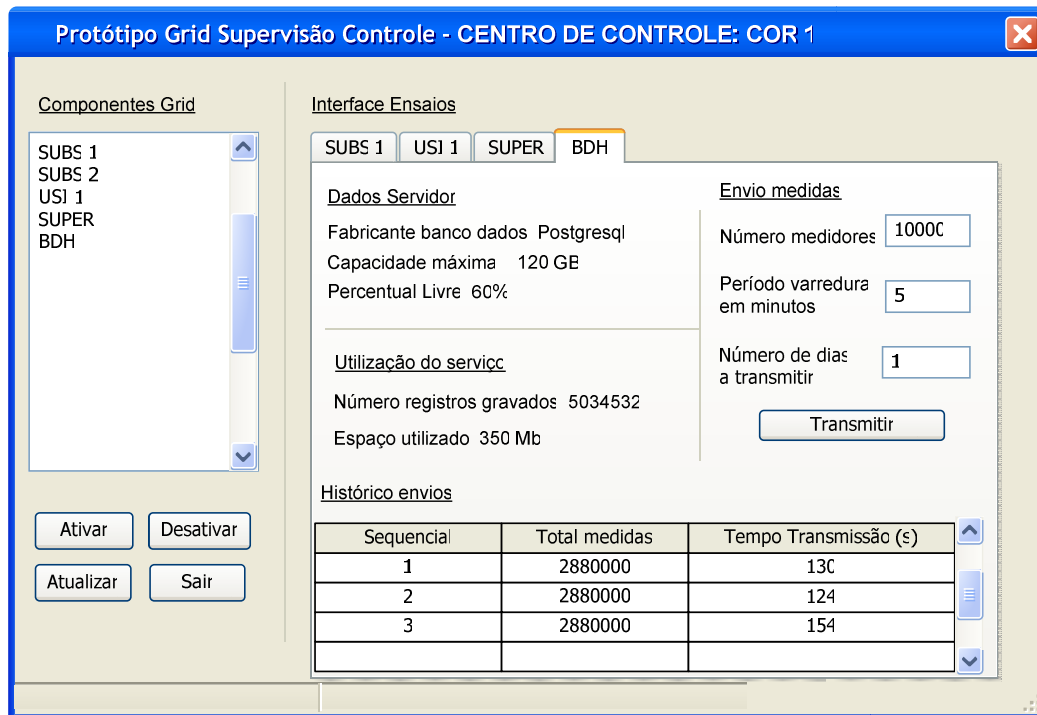 Protótipo Grid Supervisão Controle - CENTRO DE CONTROLE: COR 1
Componentes Grid
SUBS 1
SUBS 2
USI 1
SUPER
BDH
Ativar
Desativar
Atualizar
Sair
Interface Ensaios
SUBS 1
USI 1
SUPER
BDH
Dados Servidor
Fabricante banco dados Postgresql
Capacidade máxima 120 GB
Percentual Livre 60%
Utilização do serviço
Número registros gravados 5034532
Espaço utilizado 350 Mb
Envio medidas
Número medidores 10000
Período varredura
em minutos 5
Número de dias
a transmitir 1
Transmitir
Histórico envios
Sequencial Total medidas Tempo Transmissão (s)
1 2880000 130
2 2880000 124
3 2880000 154